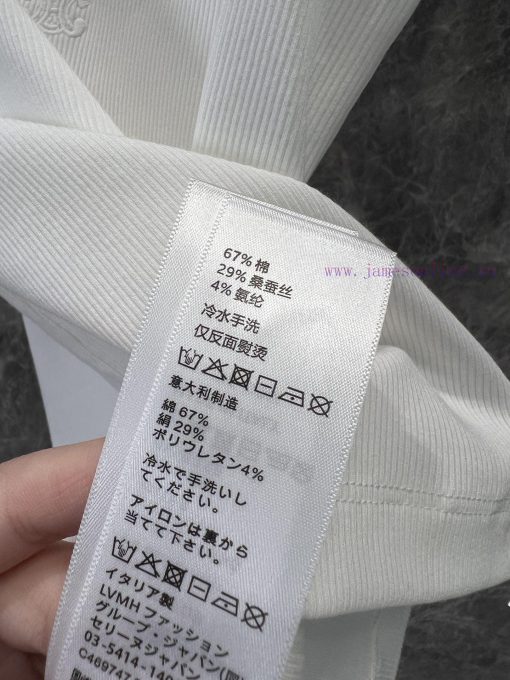 67% 棉
29% 桑蚕丝
4% 氨纶
冷水手洗
仅反面熨烫
意大利制造
綿 67%
絹 29%
ポリウレタン4%
冷水で手洗いし
てください。
アイロンは裏から
当てて下さい。
イタリア製
LVMH ファッション
グループ・ジャパン
セリーヌジャパン
03-5414-14
C469747